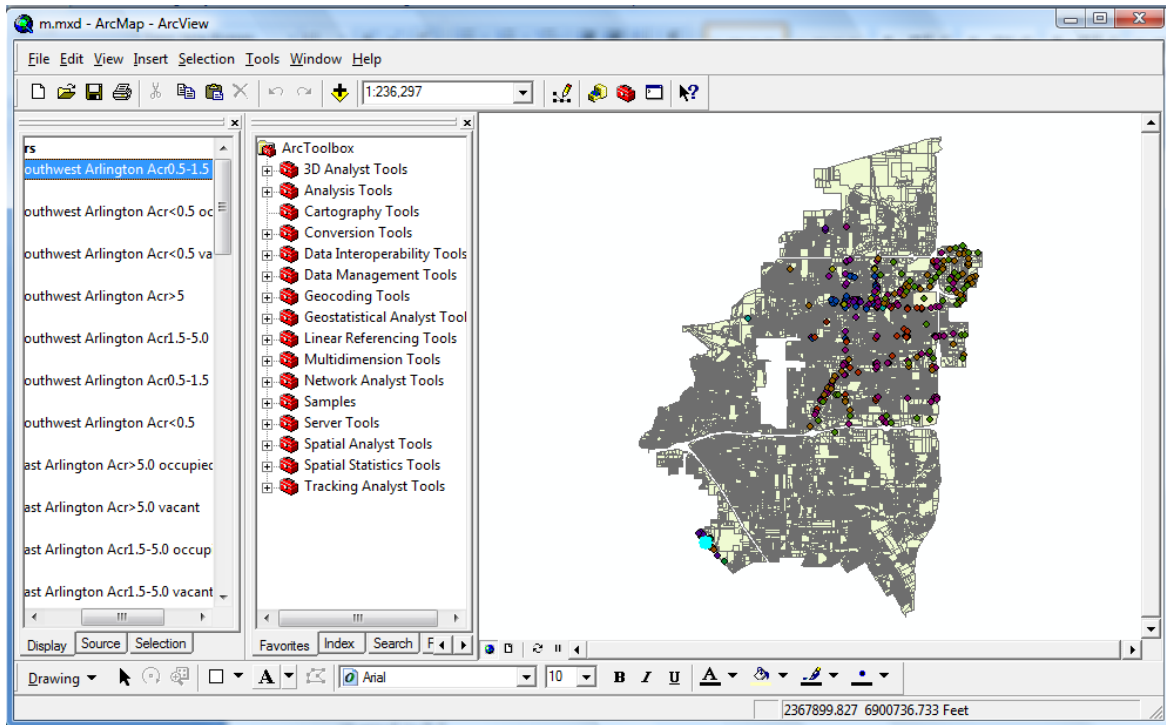 m.mxd - ArcMap - ArcView
File Edit View Insert Selection Tools Window Help
1:236,297
rs
outhwest Arlington Acr0.5-1.5
outhwest Arlington Acr<0.5 oc
outhwest Arlington Acr<0.5 va
outhwest Arlington Acr>5
outhwest Arlington Acr1.5-5.0
outhwest Arlington Acr0.5-1.5
outhwest Arlington Acr<0.5
ast Arlington Acr>5.0 occupied
ast Arlington Acr>5.0 vacant
ast Arlington Acr1.5-5.0 occup
ast Arlington Acr1.5-5.0 vacant
Display Source Selection
ArcToolbox
3D Analyst Tools
Analysis Tools
Cartography Tools
Conversion Tools
Data Interoperability Tools
Data Management Tools
Geocoding Tools
Geostatistical Analyst Tool
Linear Referencing Tools
Multidimension Tools
Network Analyst Tools
Samples
Server Tools
Spatial Analyst Tools
Spatial Statistics Tools
Tracking Analyst Tools
Favorites Index Search
Drawing A Arial 10 B I U A
2367899.827 6900736.733 Feet